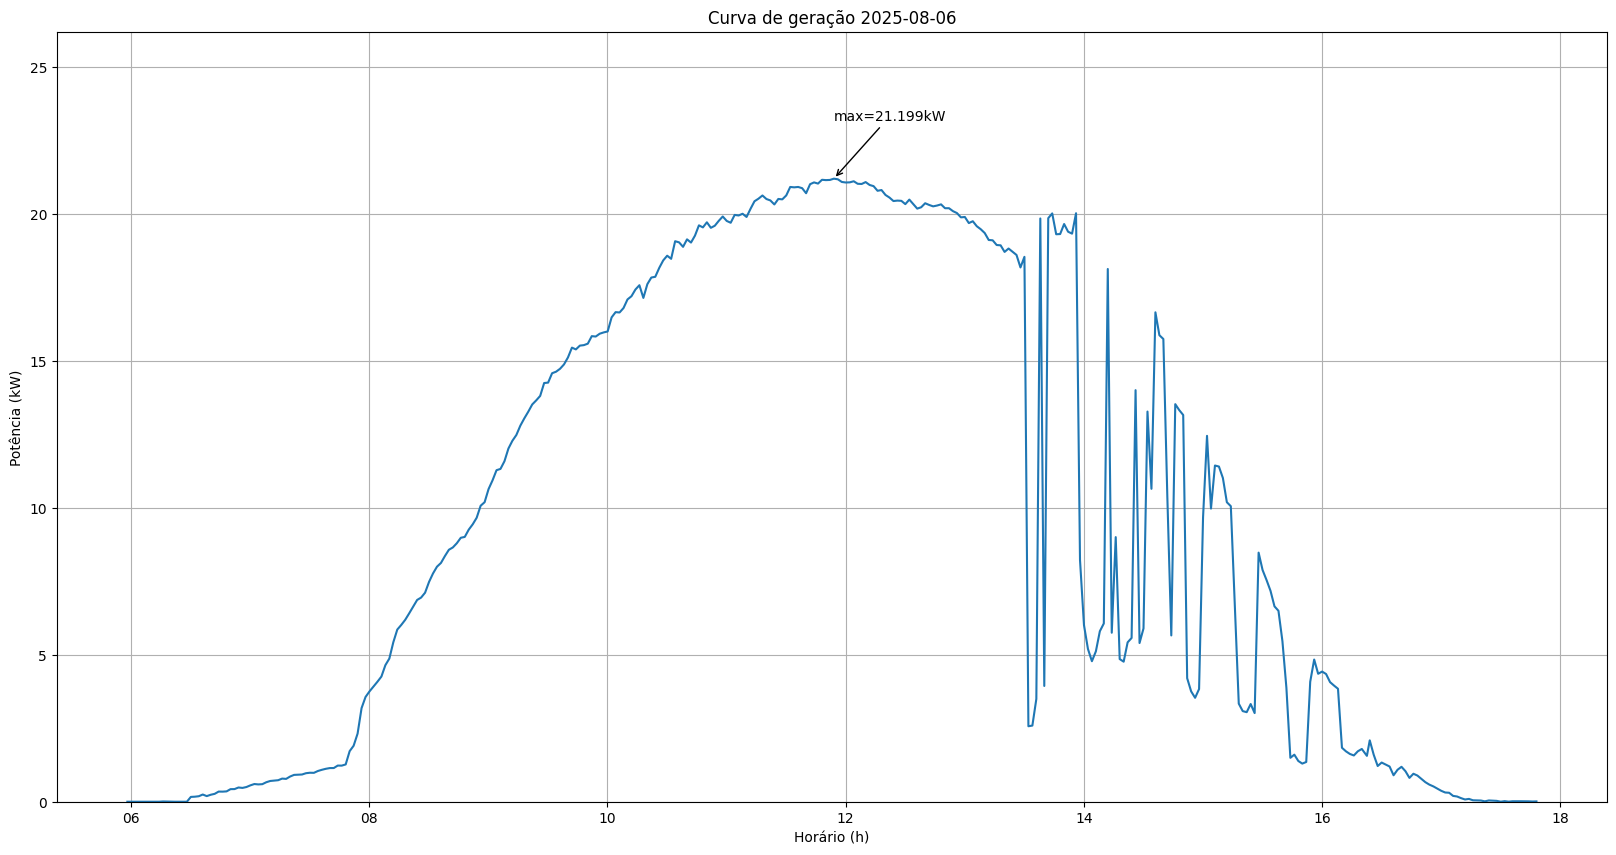 Curva de geração 2025-08-06
25
max=21.199kW
20
15
Potência (kW)
10
5
0
06 08 10 12 14 16 18
Horário (h)